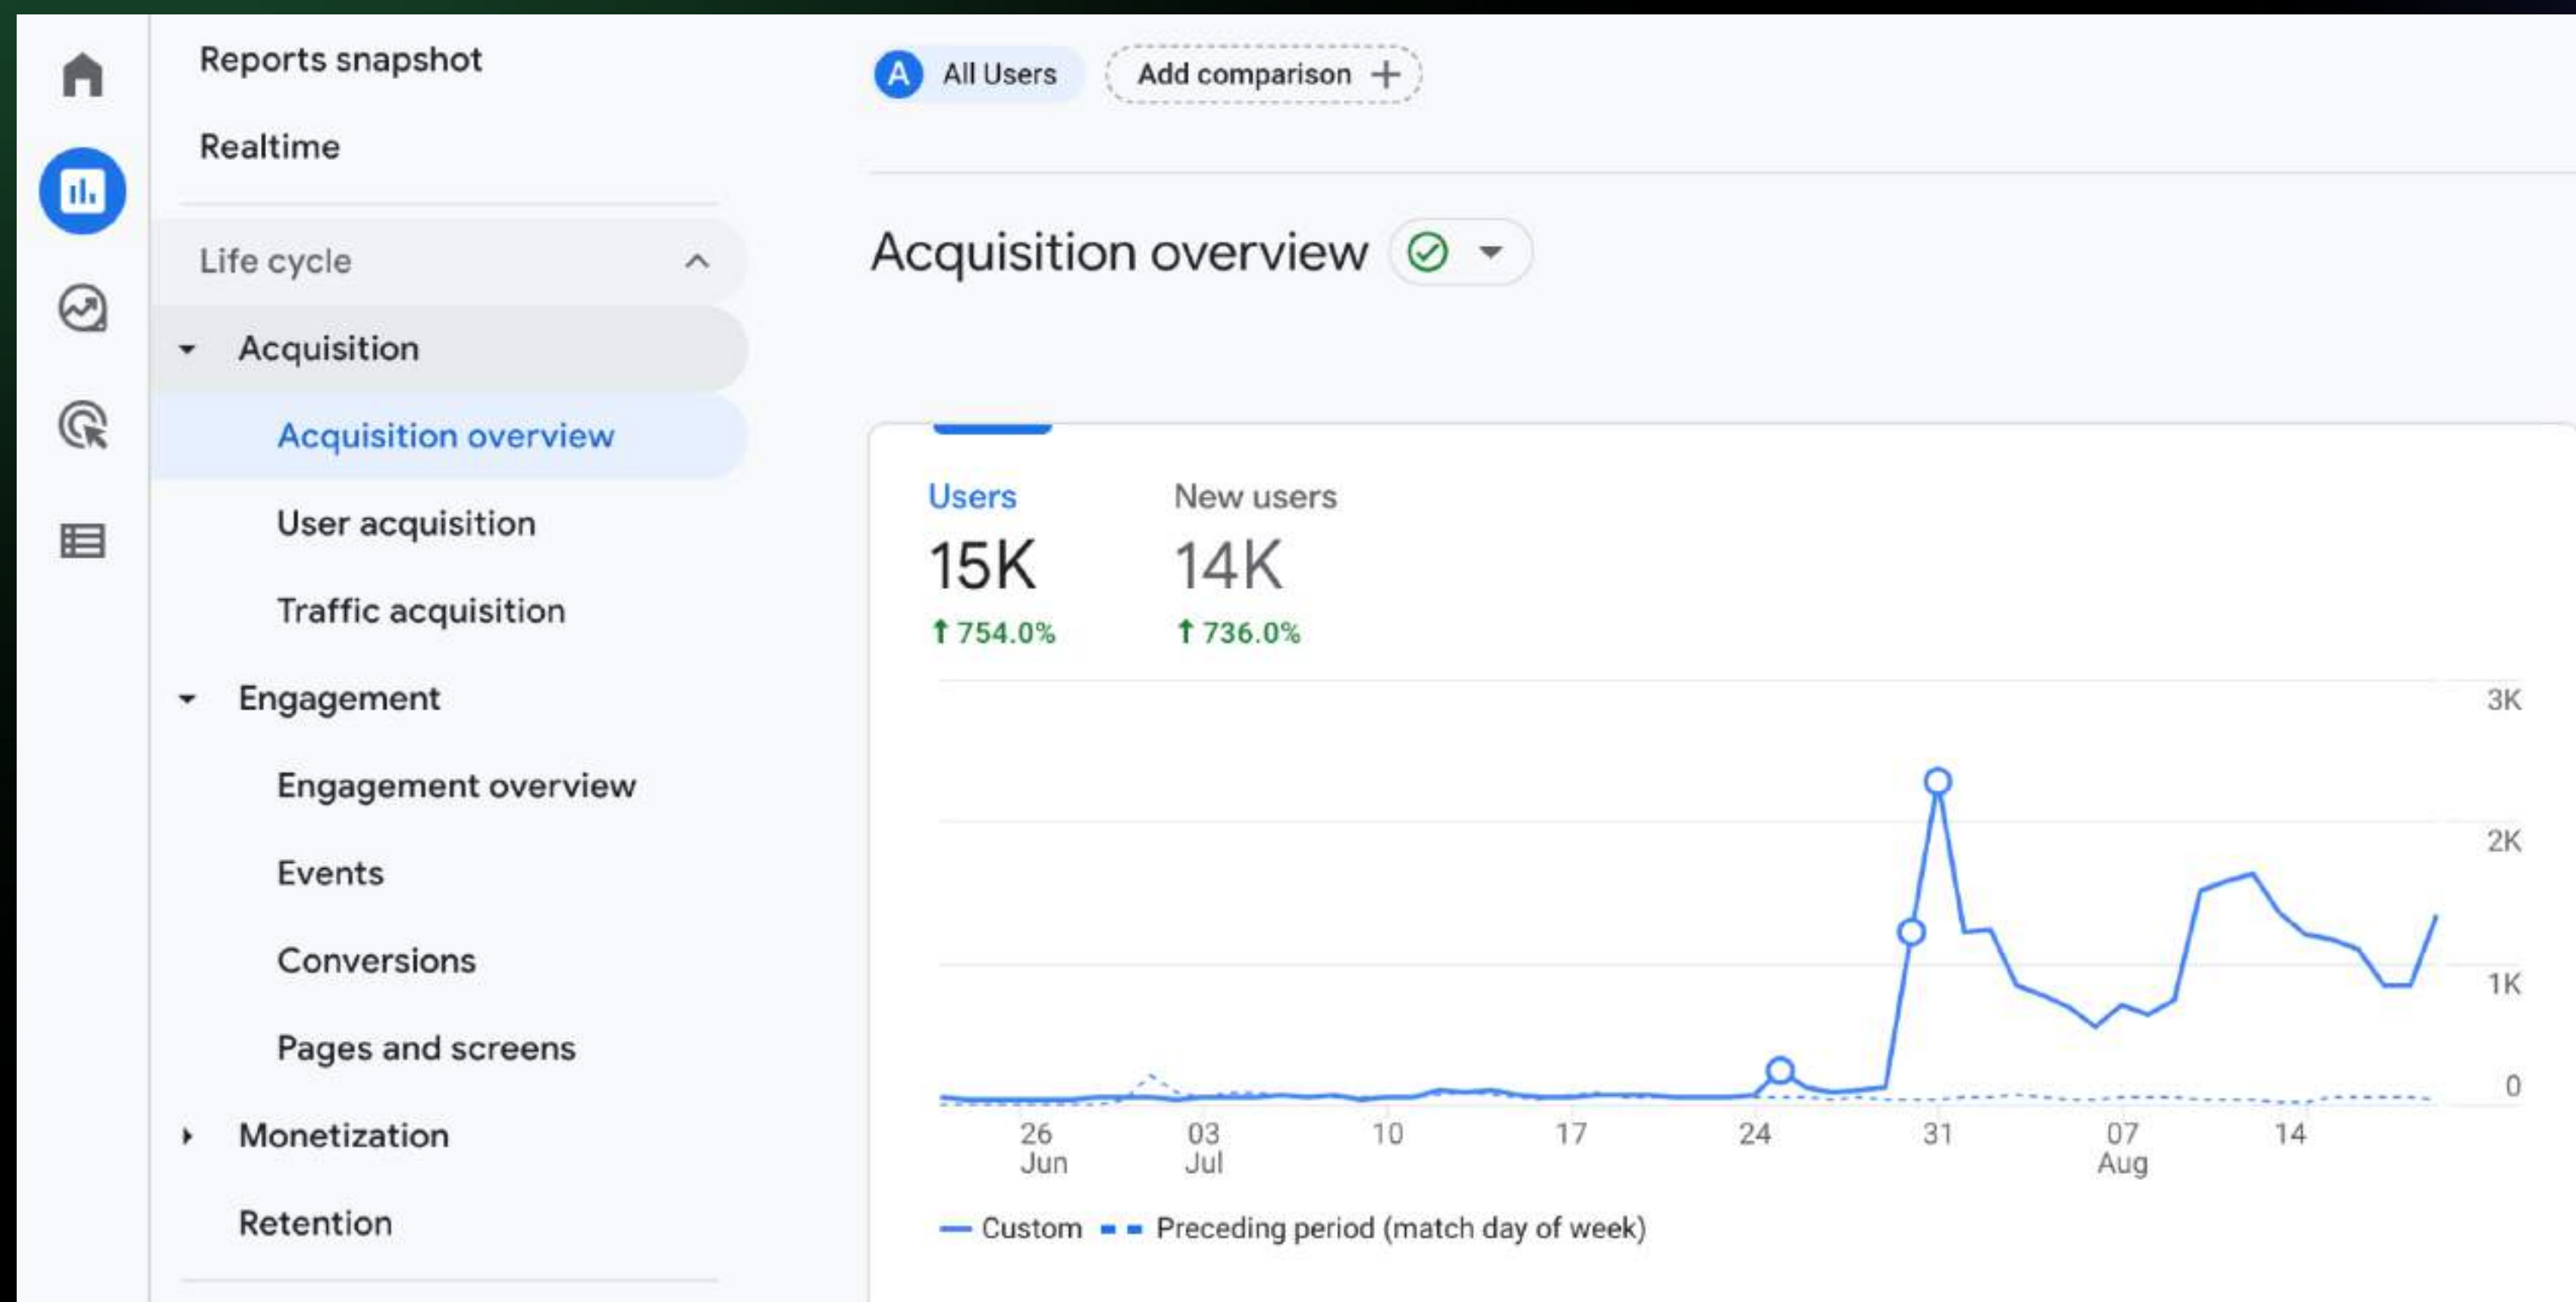 Reports snapshot
Realtime
Life cycle
Acquisition
Acquisition overview
User acquisition
Traffic acquisition
Engagement
Engagement overview
Events
Conversions
Pages and screens
Monetization
Retention
A All Users Add comparison +
Acquisition overview
Users New users
15K 14K
↑ 754.0% ↑ 736.0%
3K
2K
1K
0
26 03 10 17 24 31 07 14
Jun Jul Aug
Custom Preceding period (match day of week)